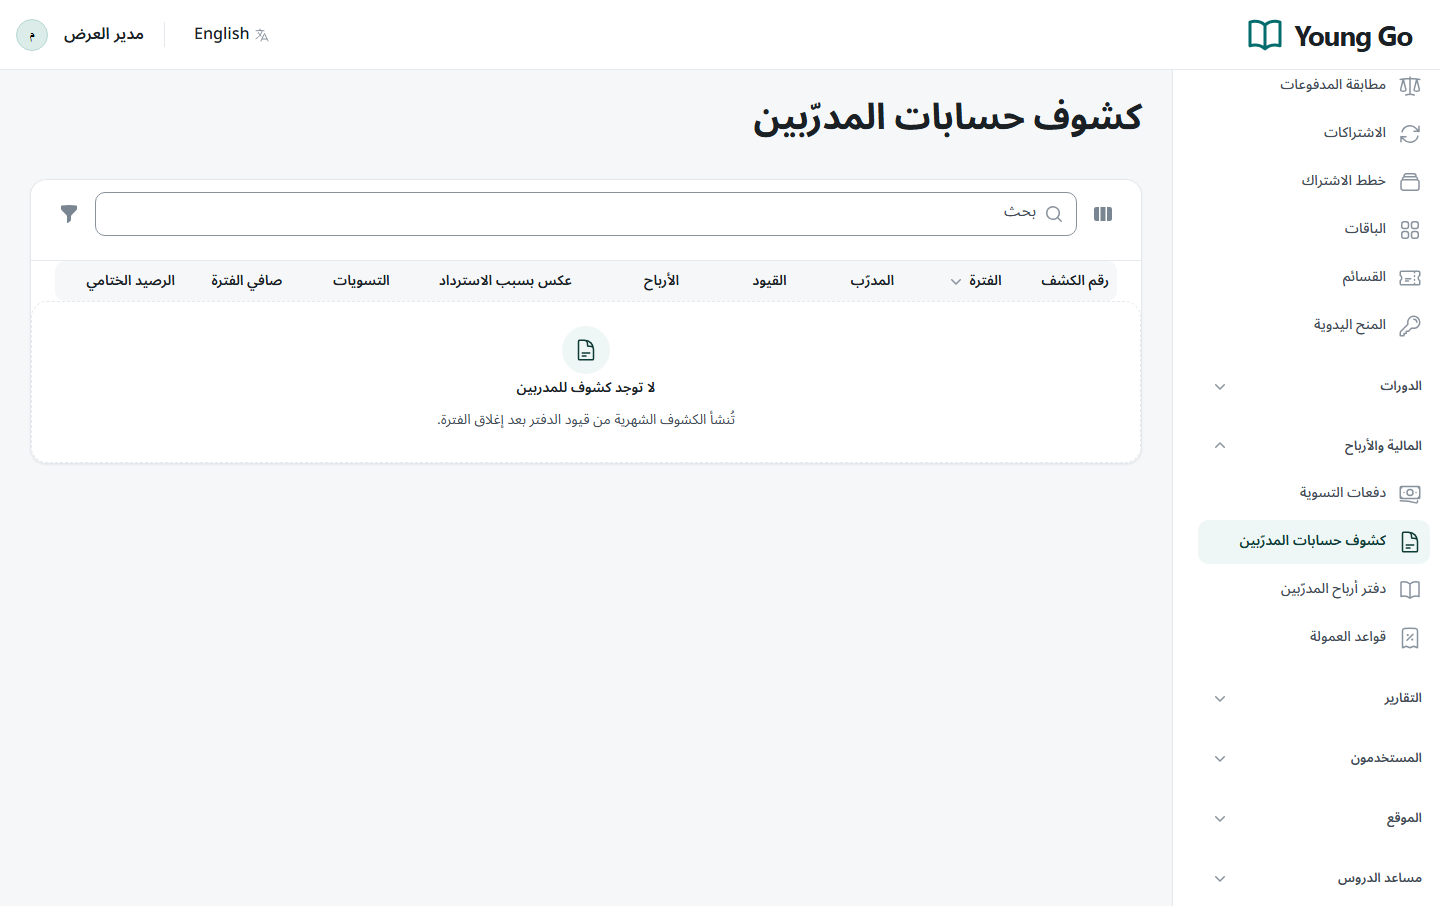 Young Go
English
مدير العرض
م
مطابقة المدفوعات
الاشتراكات
خطط الاشتراك
الباقات
القسائم
المنح اليدوية
الدورات
المالية والأرباح
دفعات التسوية
كشوف حسابات المدرّبين
دفتر أرباح المدرّبين
قواعد العمولة
التقارير
المستخدمون
الموقع
مساعد الدروس
كشوف حسابات المدرّبين
بحث
رقم الكشف الفترة المدرّب القيود الأرباح عكس بسبب الاسترداد التسويات صافي الفترة الرصيد الختامي
لا توجد كشوف للمدربين
تُنشأ الكشوف الشهرية من قيود الدفتر بعد إغلاق الفترة.